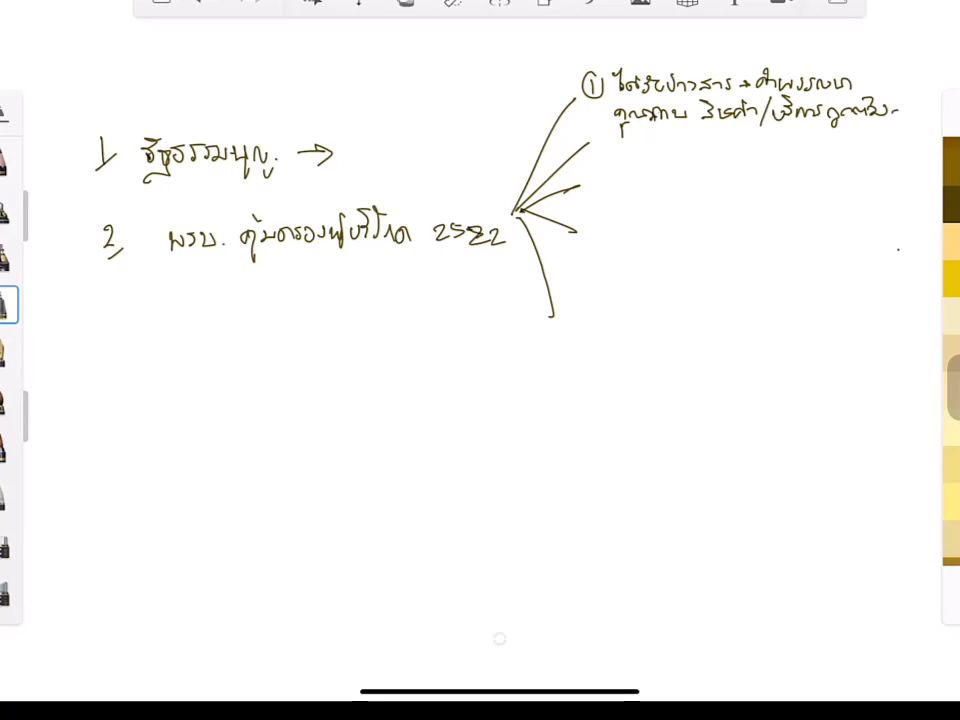 ① ได้รับข่าวสาร → คำพรรณนา
คุณภาพ สินค้า/บริการถูกต้อง
1, รัฐธรรมนูญ. →
2, พรบ. คุ้มครองผู้บริโภค 2522